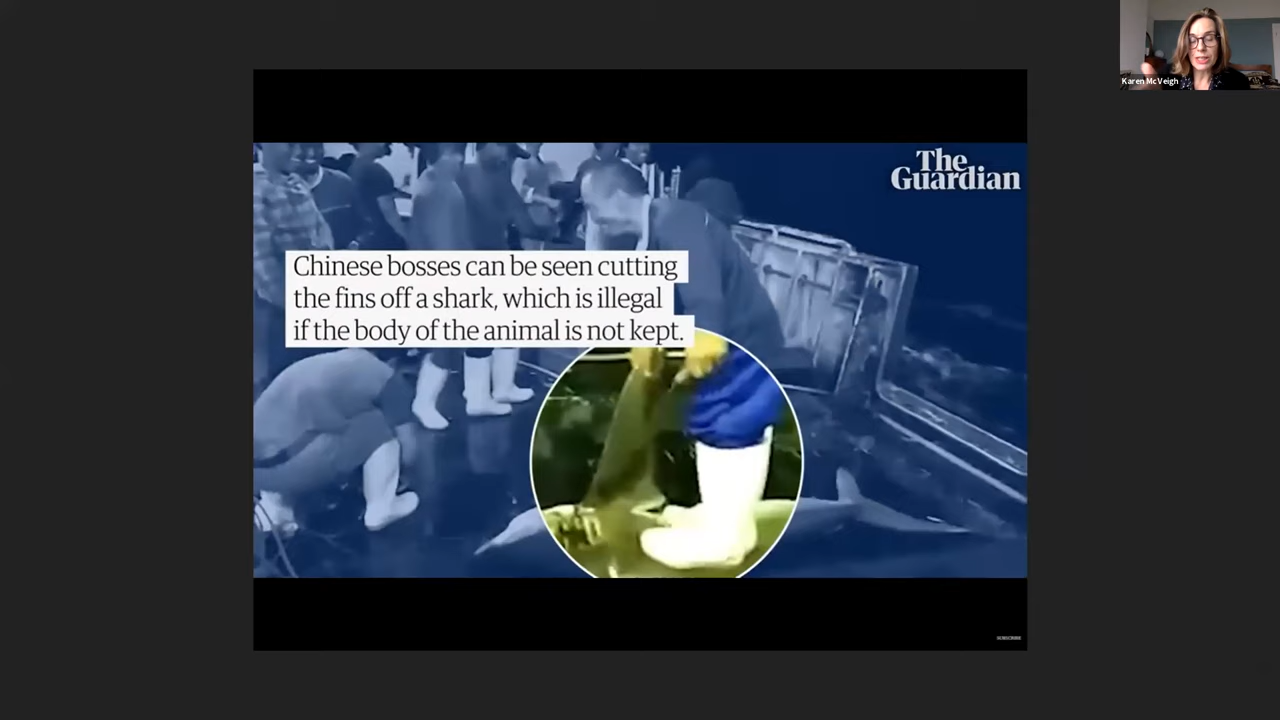 Karen McVeigh
The
Guardian
Chinese bosses can be seen cutting
the fins off a shark, which is illegal
if the body of the animal is not kept.